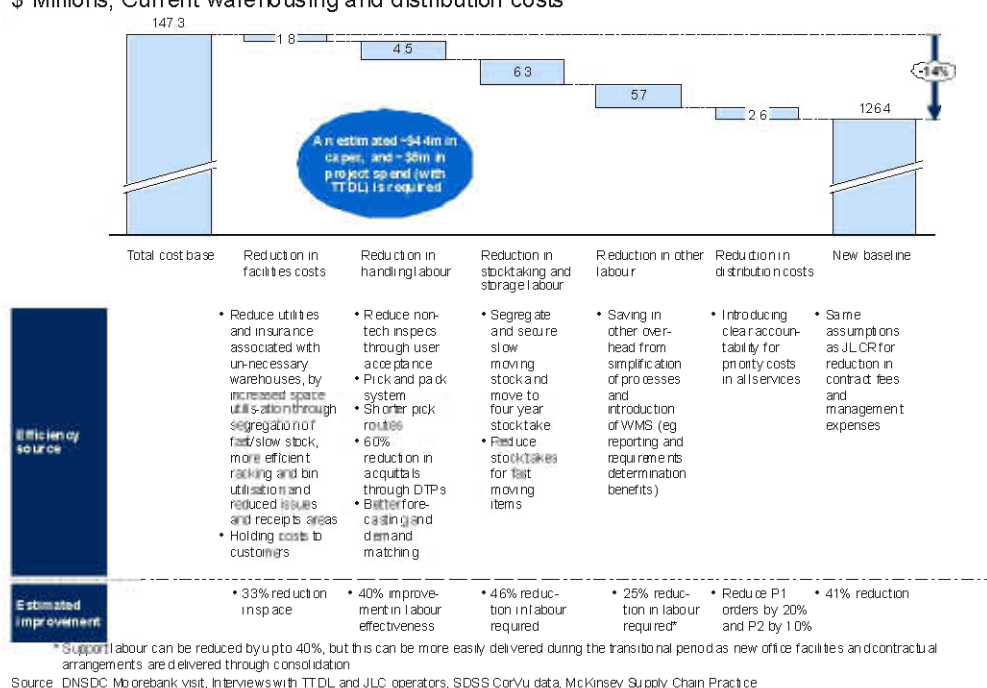 $ Millions, Current warehousing and distribution costs
147.3
1.8
4.5
6.3
5.7
2.6
126.4
-14%
An estimated ~$44m in
capex, and ~$8m in
project spend (with
TTDL) is required
Total cost base
Reduction in
facilities costs
Reduction in
handling labour
Reduction in
stocktaking and
storage labour
Reduction in other
labour
Reduction in
distribution costs
New baseline
Efficiency
source
• Reduce utilities
and insurance
associated with
un-necessary
warehouses, by
increased space
utilis-ation through
segregation of
fast/slow stock,
more efficient
racking and bin
utilisation and
reduced issues
and receipts areas
• Holding costs to
customers
• Reduce non-
tech inspecs
through user
acceptance
• Pick and pack
system
• Shorter pick
routes
• 60%
reduction in
acquittals
through DTPs
• Better fore-
casting and
demand
matching
• Segregate
and secure
slow
moving
stock and
move to
four year
stocktake
• Reduce
stocktakes
for fast
moving
items
• Saving in
other over-
head from
simplification
of processes
and
introduction
of WMS (eg
reporting and
requirements
determination
benefits)
• Introducing
clear accoun-
tability for
priority costs
in all services
• Same
assumptions
as JLCR for
reduction in
contract fees
and
management
expenses
Estimated
improvement
• 33% reduction
in space
• 40% improve-
ment in labour
effectiveness
• 46% reduc-
tion in labour
required
• 25% reduc-
tion in labour
required*
• Reduce P1
orders by 20%
and P2 by 10%
• 41% reduction
* Support labour can be reduced by up to 40%, but this can be more easily delivered during the transitional period as new office facilities and contractual
arrangements are delivered through consolidation
Source DNSDC Moorebank visit, Interviews with TTDL and JLC operators, SDSS CorVu data, McKinsey Supply Chain Practice